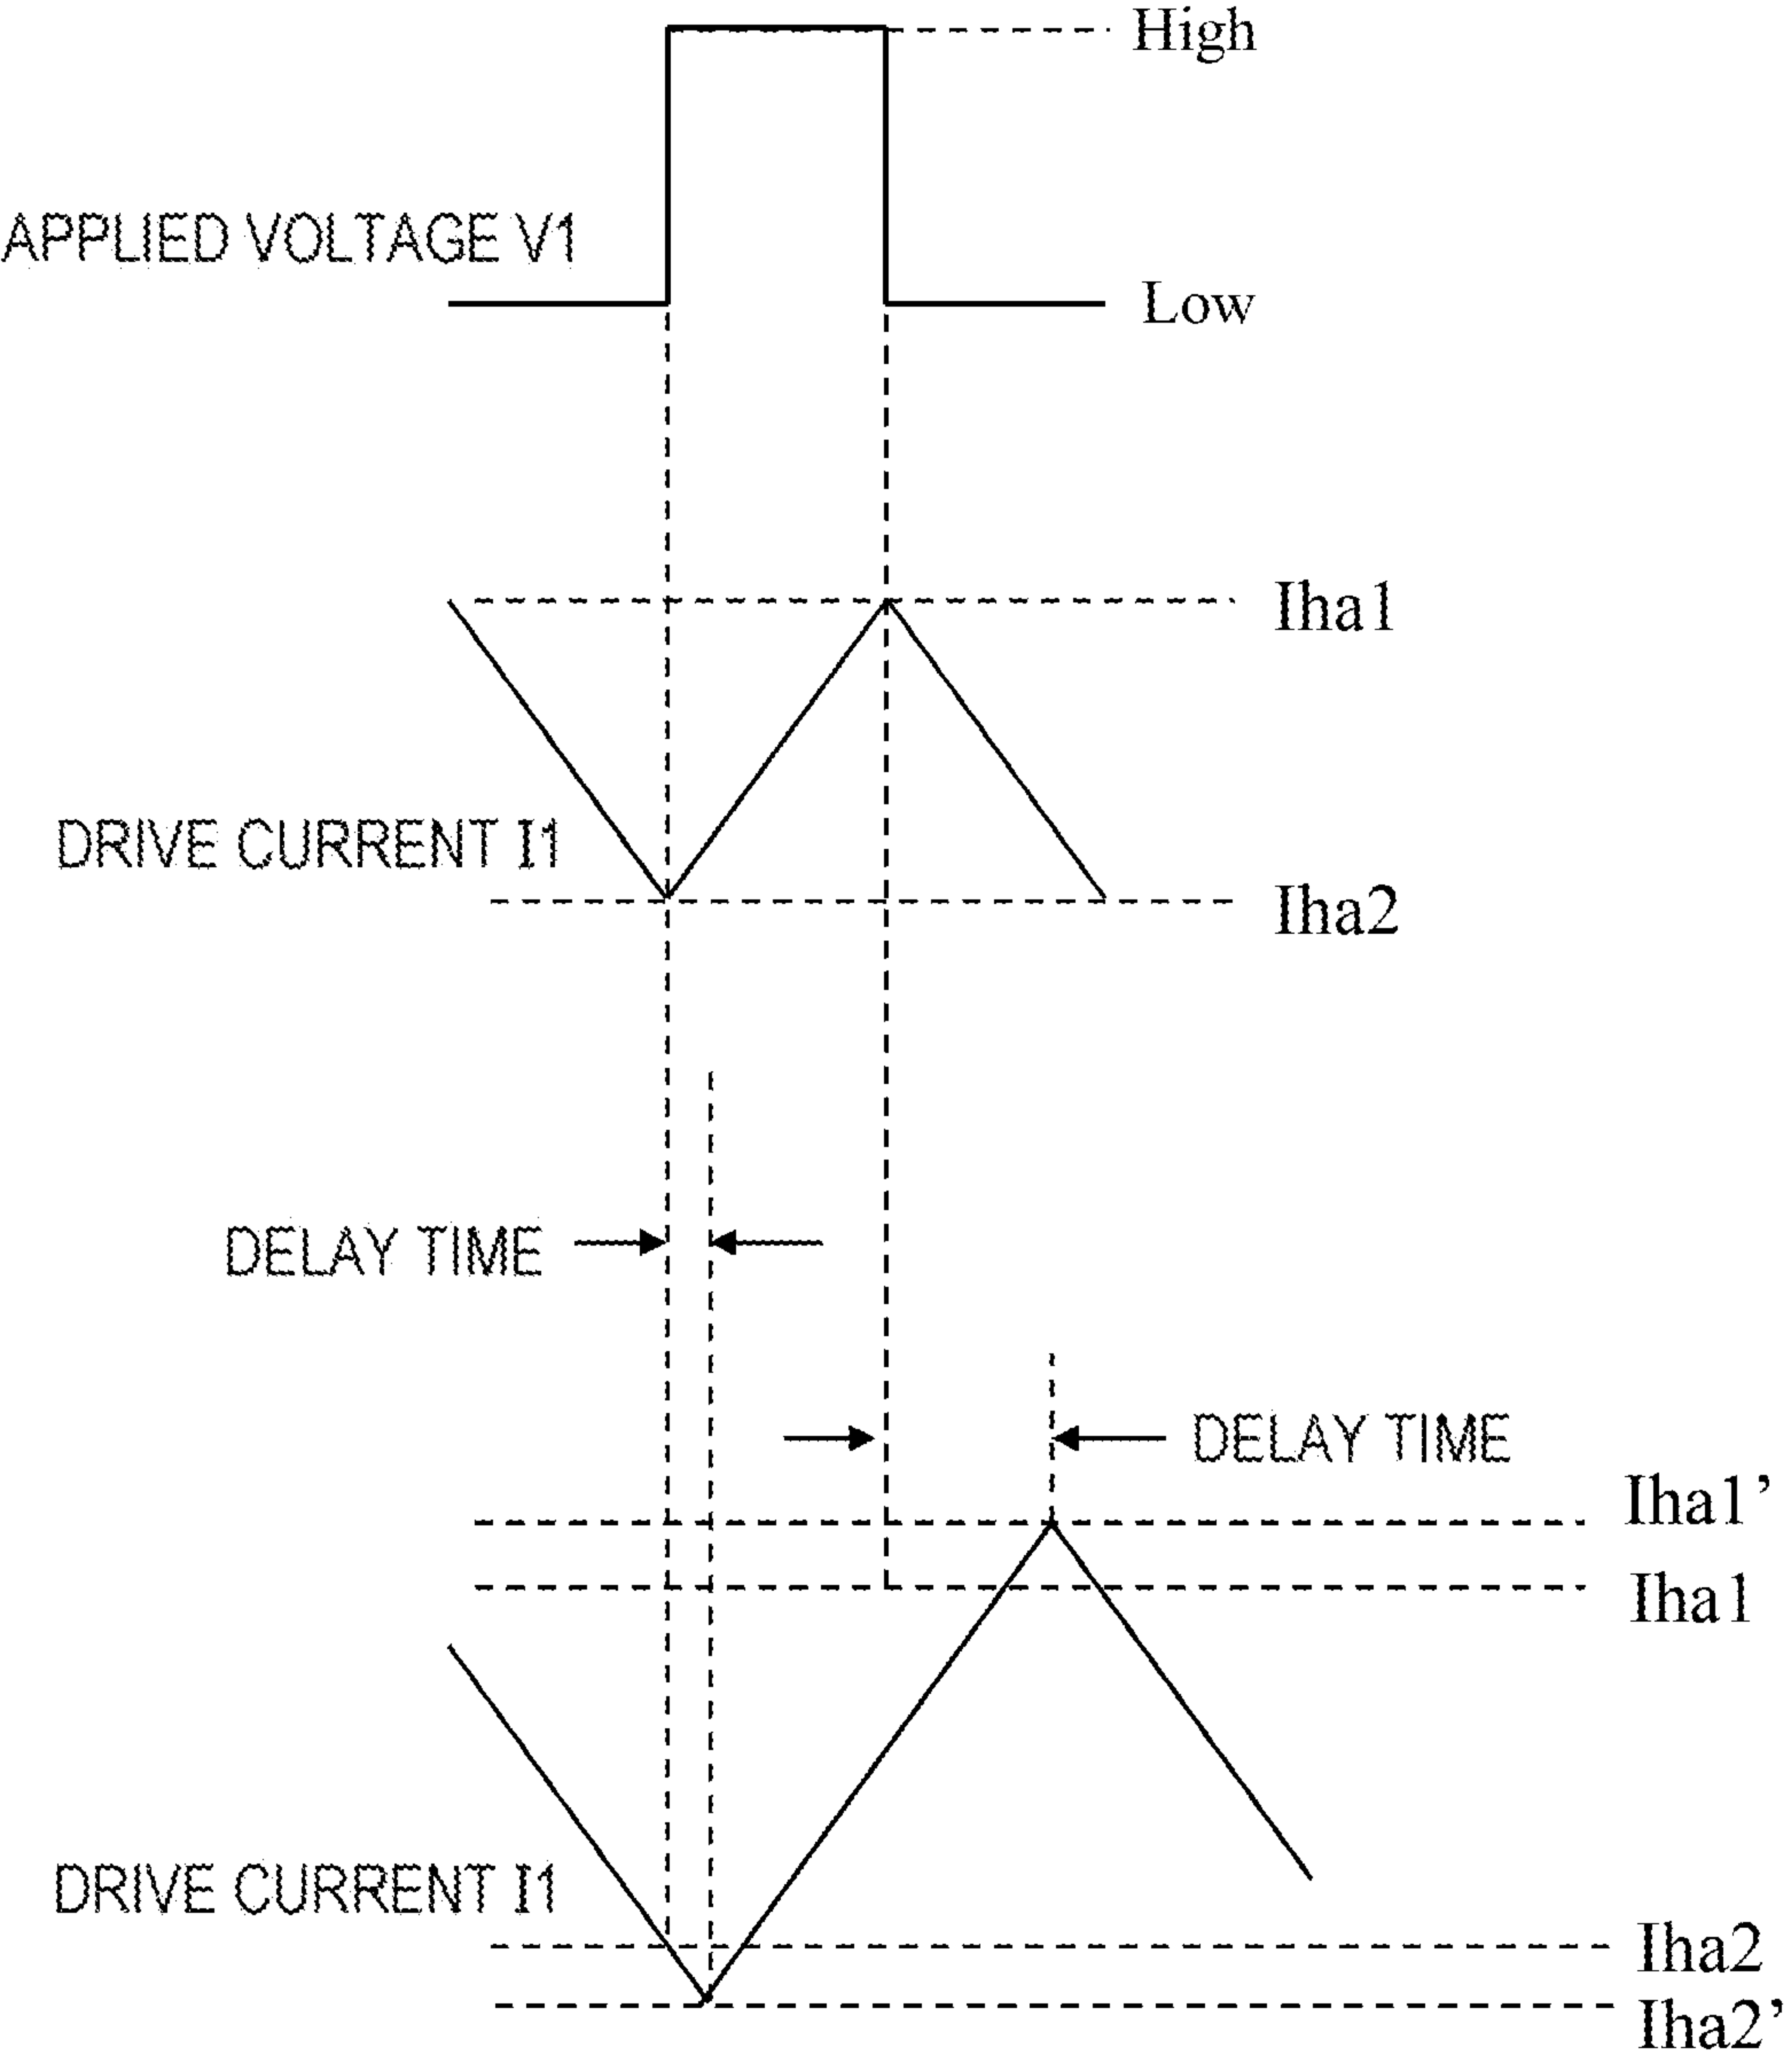 High
APPLIED VOLTAGE V1
Low
Iha1
DRIVE CURRENT I1
Iha2
DELAY TIME
DELAY TIME
Iha1’
Iha1
DRIVE CURRENT I1
Iha2
Iha2’